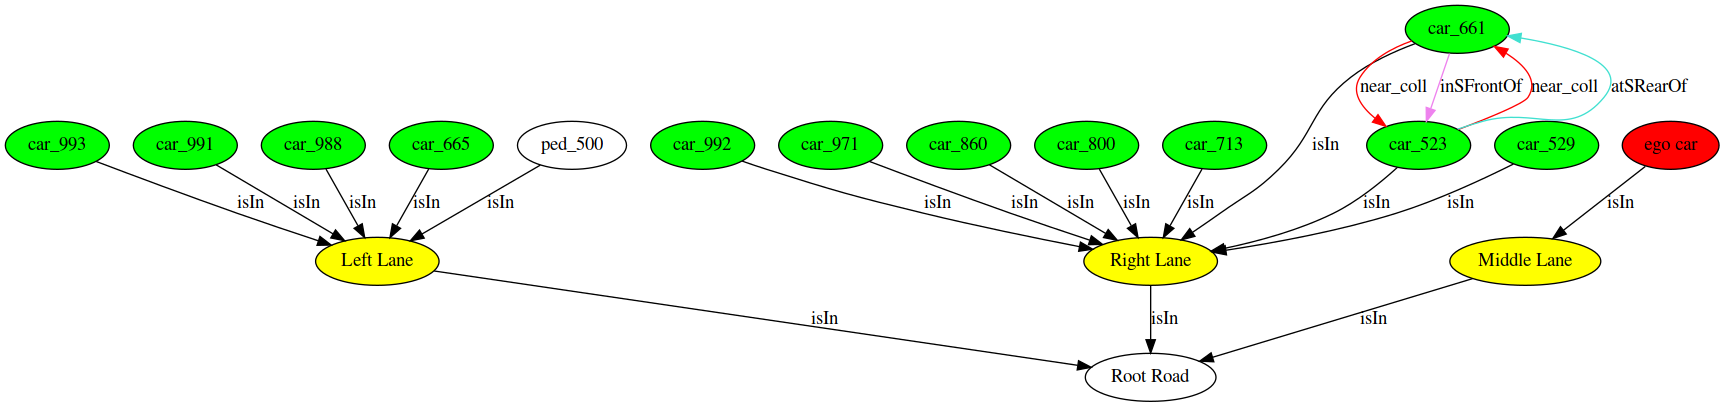 car_661
near_coll inSFrontOf near_coll atSRearOf
car_993 car_991 car_988 car_665 ped_500 car_992 car_971 car_860 car_800 car_713 isIn car_523 car_529 ego car
isIn isIn isIn isIn isIn isIn isIn isIn isIn isIn isIn isIn isIn
Left Lane Right Lane Middle Lane
isIn isIn isIn
Root Road